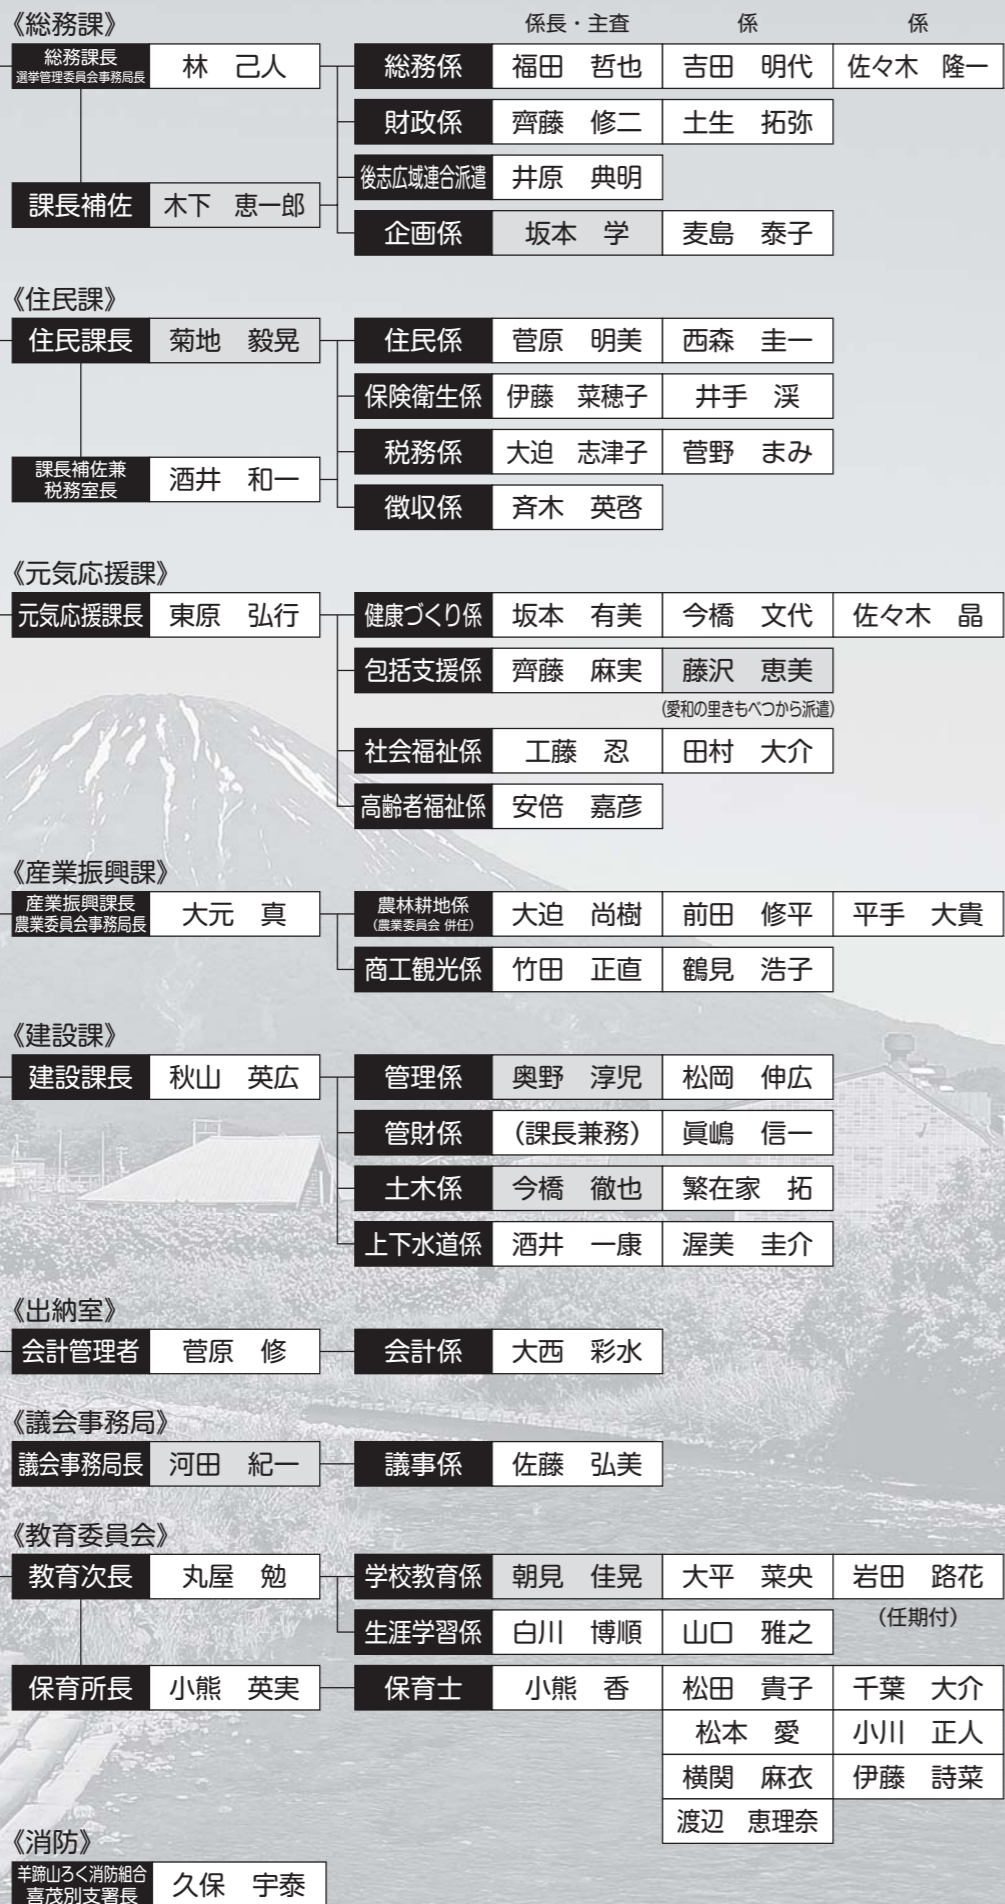 《総務課》
係長・主査　係　係
総務課長
選挙管理委員会事務局長
林　己人
総務係　福田　哲也　吉田　明代　佐々木　隆一
財政係　齊藤　修二　土生　拓弥
後志広域連合派遣　井原　典明
課長補佐　木下　恵一郎
企画係　坂本　学　麦島　泰子
《住民課》
住民課長　菊地　毅晃　住民係　菅原　明美　西森　圭一
保険衛生係　伊藤　菜穂子　井手　渓
税務係　大迫　志津子　菅野　まみ
課長補佐兼
税務室長
酒井　和一
徴収係　斉木　英啓
《元気応援課》
元気応援課長　東原　弘行　健康づくり係　坂本　有美　今橋　文代　佐々木　晶
包括支援係　齊藤　麻実　藤沢　恵美
(愛和の里きもべつから派遣)
社会福祉係　工藤　忍　田村　大介
高齢者福祉係　安倍　嘉彦
《産業振興課》
産業振興課長
農業委員会事務局長
大元　真
農林耕地係
(農業委員会 併任)
大迫　尚樹　前田　修平　平手　大貴
商工観光係　竹田　正直　鶴見　浩子
《建設課》
建設課長　秋山　英広　管理係　奥野　淳児　松岡　伸広
管財係　(課長兼務)　眞嶋　信一
土木係　今橋　徹也　繁在家　拓
上下水道係　酒井　一康　渥美　圭介
《出納室》
会計管理者　菅原　修　会計係　大西　彩水
《議会事務局》
議会事務局長　河田　紀一　議事係　佐藤　弘美
《教育委員会》
教育次長　丸屋　勉　学校教育係　朝見　佳晃　大平　菜央　岩田　路花
(任期付)
生涯学習係　白川　博順　山口　雅之
保育所長　小熊　英実　保育士　小熊　香　松田　貴子　千葉　大介
松本　愛　小川　正人
横関　麻衣　伊藤　詩菜
渡辺　恵理奈
《消防》
羊蹄山ろく消防組合
喜茂別支署長
久保　宇泰